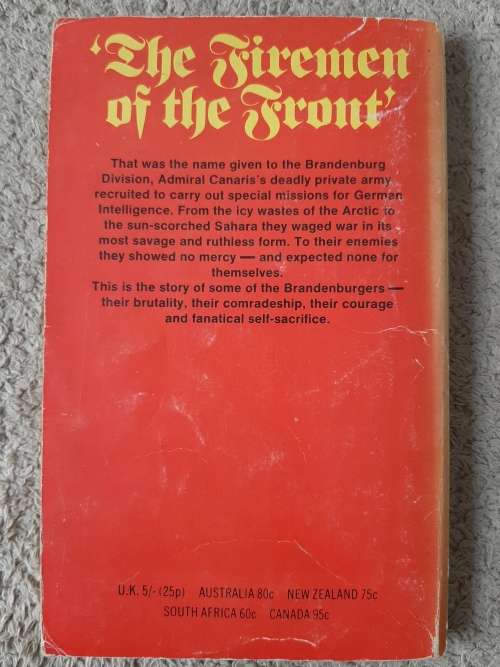 ‘The Firemen
of the Front’
That was the name given to the Brandenburg
Division, Admiral Canaris's deadly private army
recruited to carry out special missions for German
Intelligence. From the icy wastes of the Arctic to
the sun-scorched Sahara they waged war in its
most savage and ruthless form. To their enemies
they showed no mercy — and expected none for
themselves.
This is the story of some of the Brandenburgers —
their brutality, their comradeship, their courage
and fanatical self-sacrifice.
U.K. 5/- (25p) AUSTRALIA 80c NEW ZEALAND 75c
SOUTH AFRICA 60c CANADA 95c